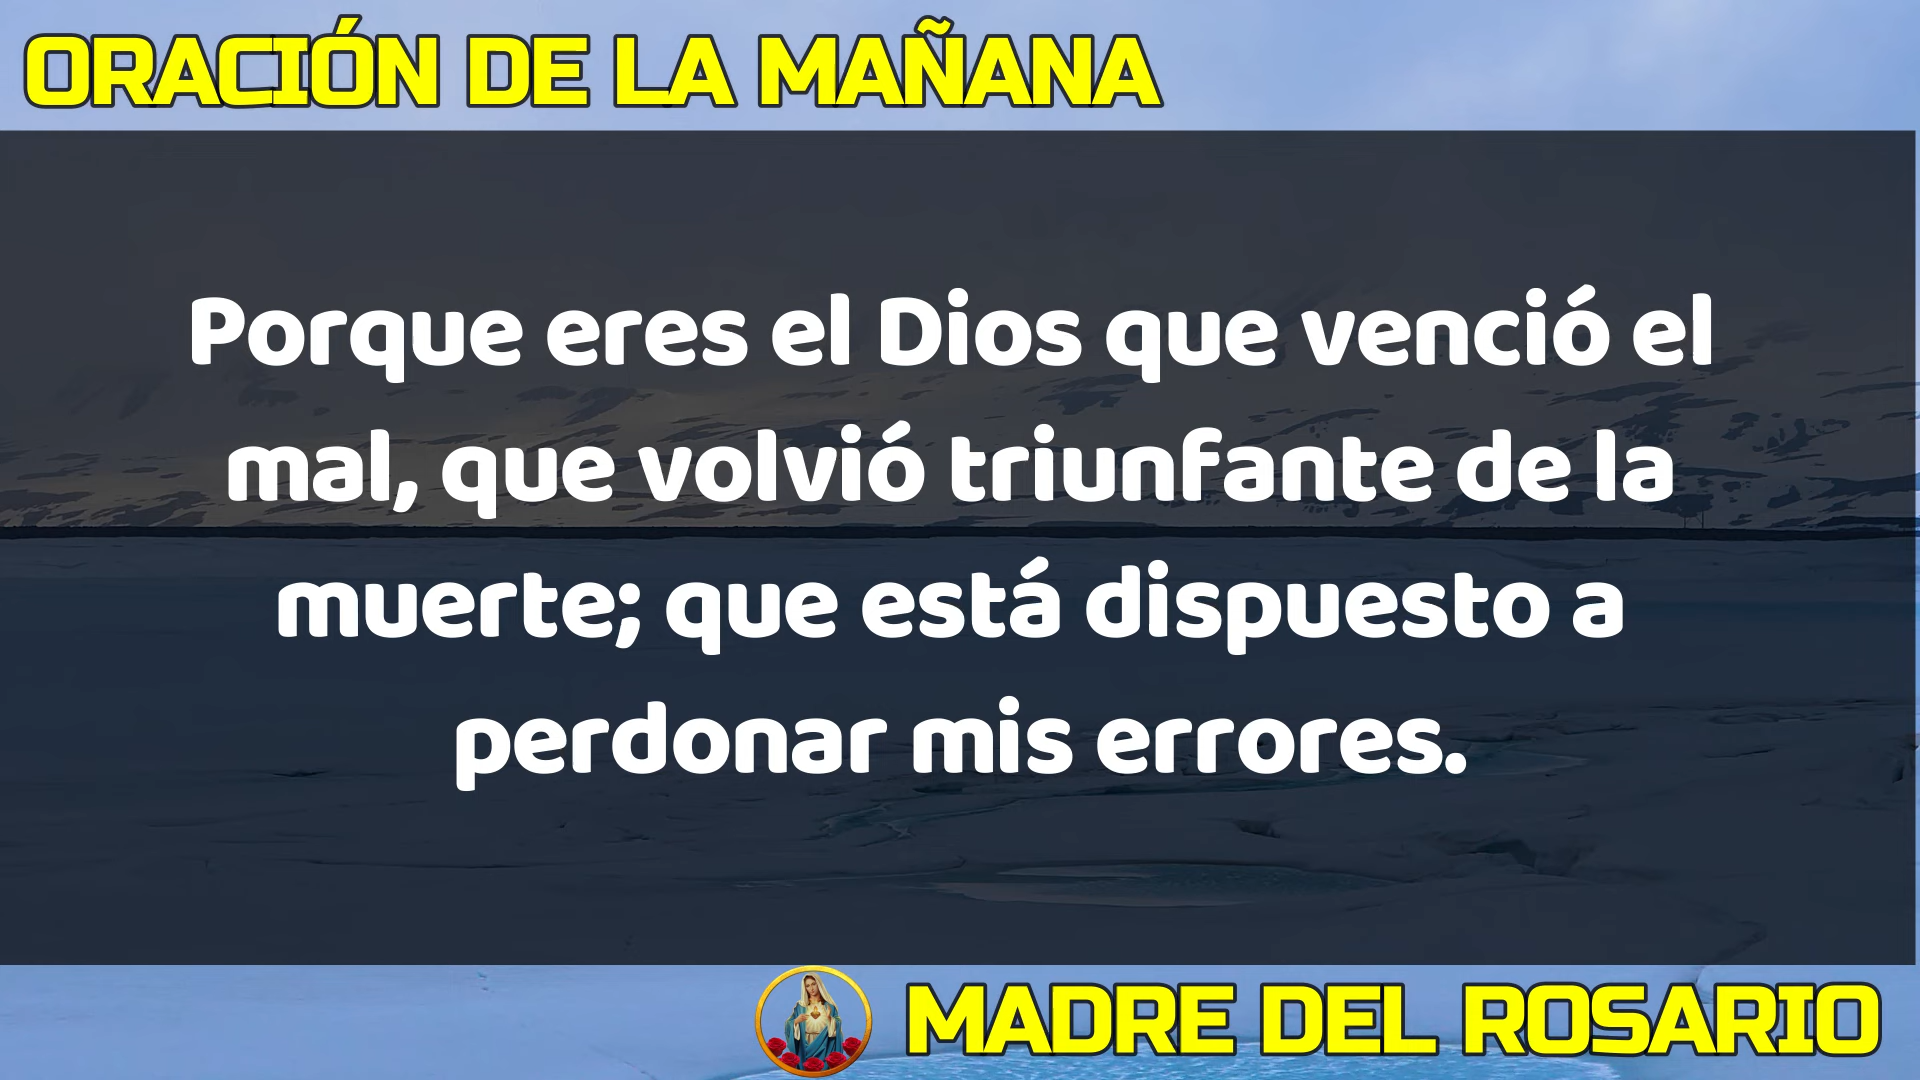 ORACIÓN DE LA MAÑANA
Porque eres el Dios que venció el
mal, que volvió triunfante de la
muerte; que está dispuesto a
perdonar mis errores.
MADRE DEL ROSARIO